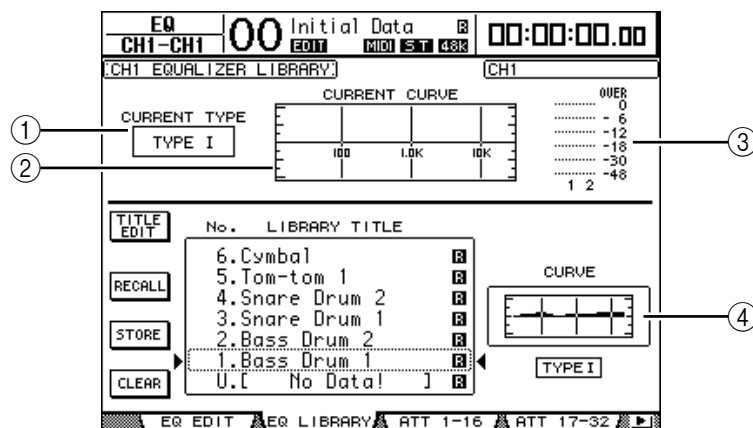 EQ
CH1-CH1
00
Initial Data R
EDIT MIDI ST 48K
00:00:00.00
CH1 EQUALIZER LIBRARY
CH1
CURRENT TYPE
TYPE I
CURRENT CURVE
100 1.0K 10K
OVER
0
-6
-12
-18
-30
-48
1 2
①
②
③
TITLE EDIT
RECALL
STORE
CLEAR
No. LIBRARY TITLE
6.Cymbal R
5.Tom-tom 1 R
4.Snare Drum 2 R
3.Snare Drum 1 R
2.Bass Drum 2 R
1.Bass Drum 1 R
U.[ No Data! ] R
CURVE
TYPE I
④
EQ EDIT EQ LIBRARY ATT 1-16 ATT 17-32